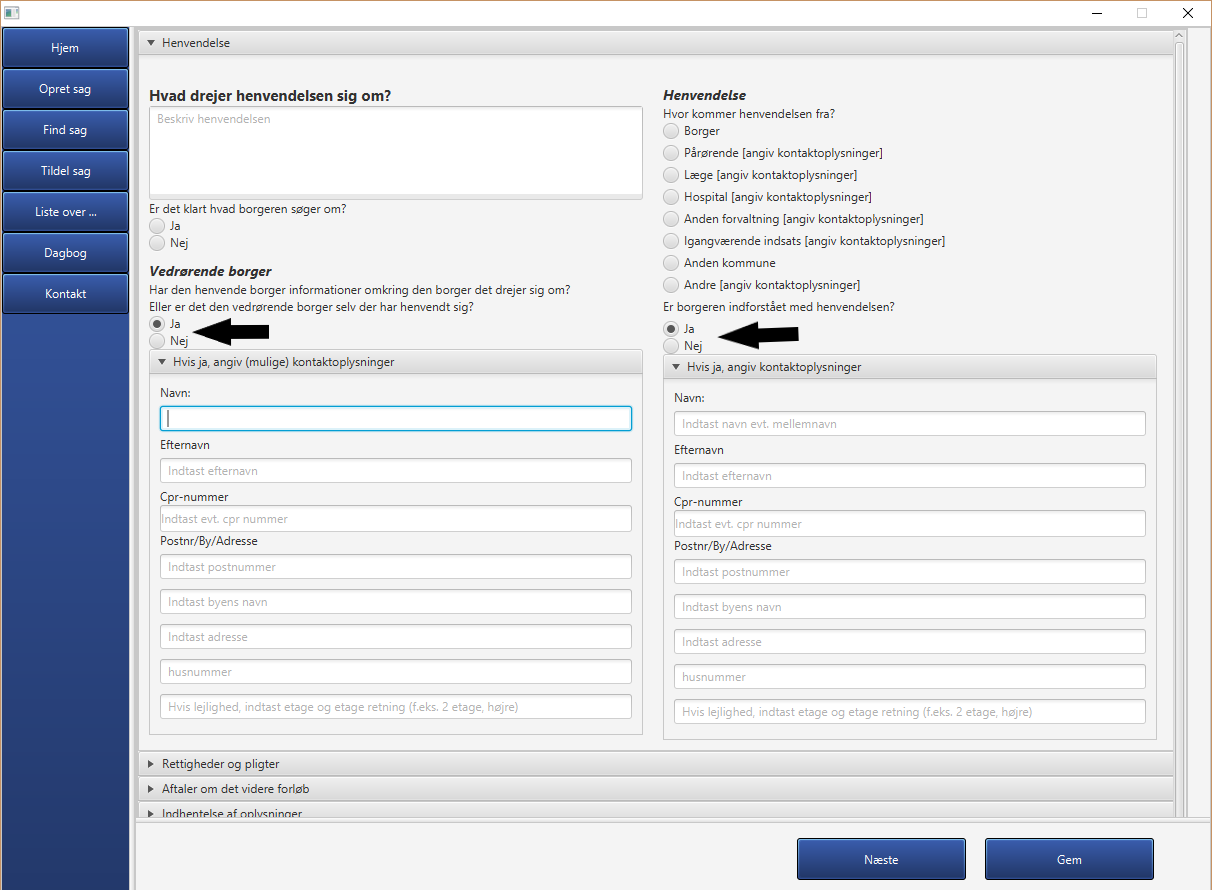 Hjem
Opret sag
Find sag
Tildel sag
Liste over ...
Dagbog
Kontakt
Henvendelse
Hvad drejer henvendelsen sig om?
Beskriv henvendelsen
Er det klart hvad borgeren søger om?
Ja
Nej
Vedrørende borger
Har den henvende borger informationer omkring den borger det drejer sig om?
Eller er det den vedrørende borger selv der har henvendt sig?
Ja
Nej
Hvis ja, angiv (mulige) kontaktoplysninger
Navn:
Efternavn
Indtast efternavn
Cpr-nummer
Indtast evt. cpr nummer
Postnr/By/Adresse
Indtast postnummer
Indtast byens navn
Indtast adresse
husnummer
Hvis lejlighed, indtast etage og etage retning (f.eks. 2 etage, højre)
Henvendelse
Hvor kommer henvendelsen fra?
Borger
Pårørende [angiv kontaktoplysninger]
Læge [angiv kontaktoplysninger]
Hospital [angiv kontaktoplysninger]
Anden forvaltning [angiv kontaktoplysninger]
Igangværende indsats [angiv kontaktoplysninger]
Anden kommune
Andre [angiv kontaktoplysninger]
Er borgeren indforstået med henvendelsen?
Ja
Nej
Hvis ja, angiv kontaktoplysninger
Navn:
Indtast navn evt. mellemnavn
Efternavn
Indtast efternavn
Cpr-nummer
Indtast evt. cpr nummer
Postnr/By/Adresse
Indtast postnummer
Indtast byens navn
Indtast adresse
husnummer
Hvis lejlighed, indtast etage og etage retning (f.eks. 2 etage, højre)
Rettigheder og pligter
Aftaler om det videre forløb
Indhentelse af oplysninger
Næste
Gem